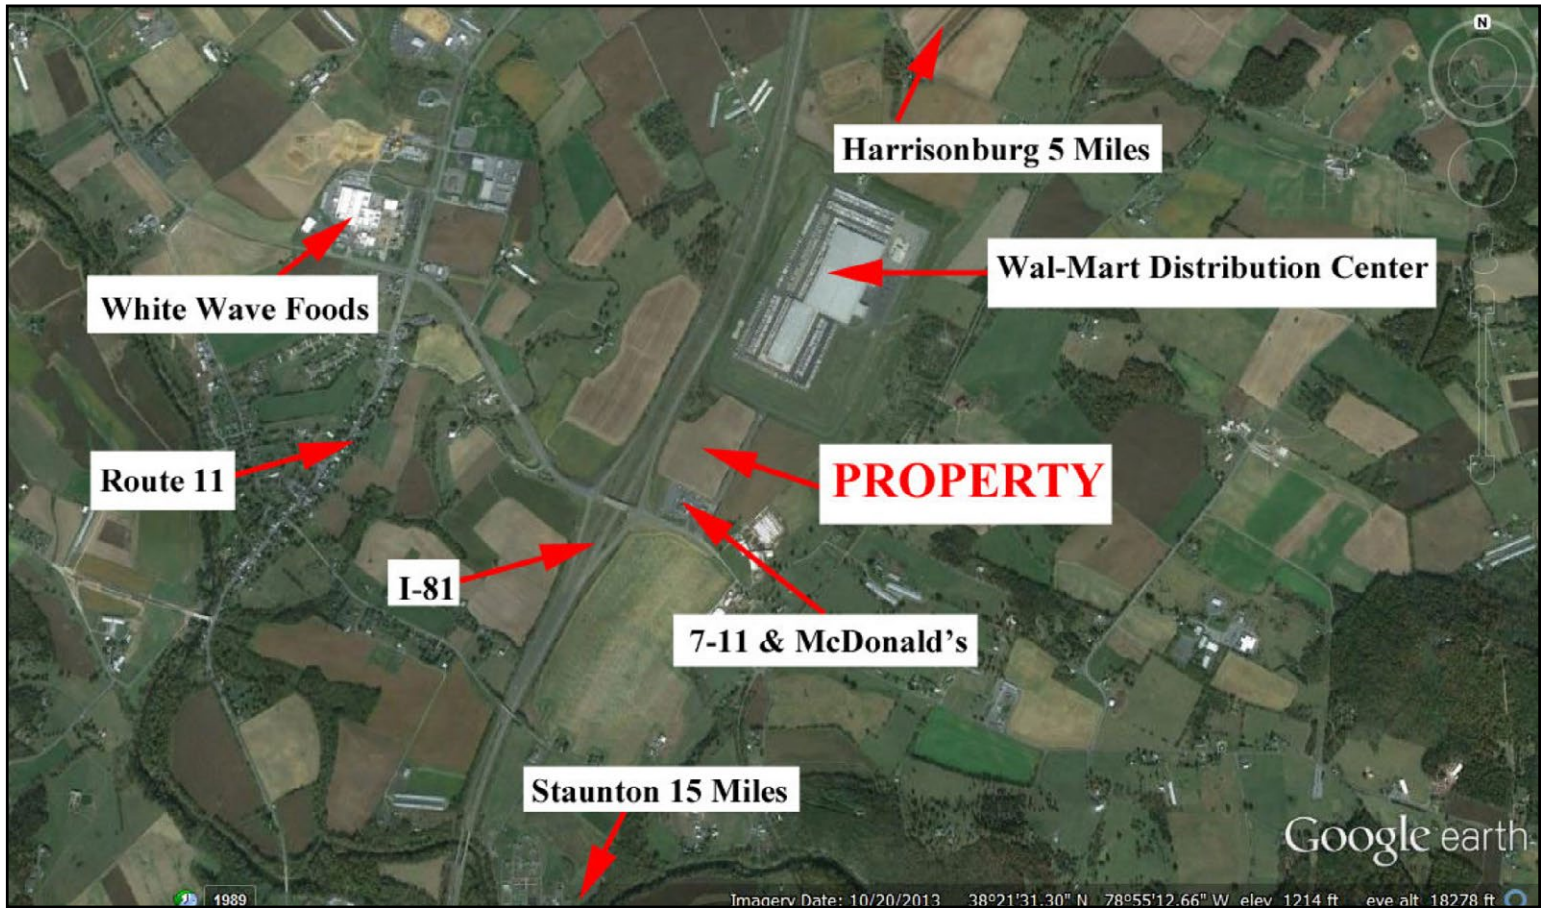 N
Harrisonburg 5 Miles
Wal-Mart Distribution Center
White Wave Foods
Route 11
PROPERTY
I-81
7-11 & McDonald's
Staunton 15 Miles
Google earth
1989
Imagery Date: 10/20/2013 38°21'31.30" N 78°55'12.66" W elev 1214 ft eye alt 18278 ft